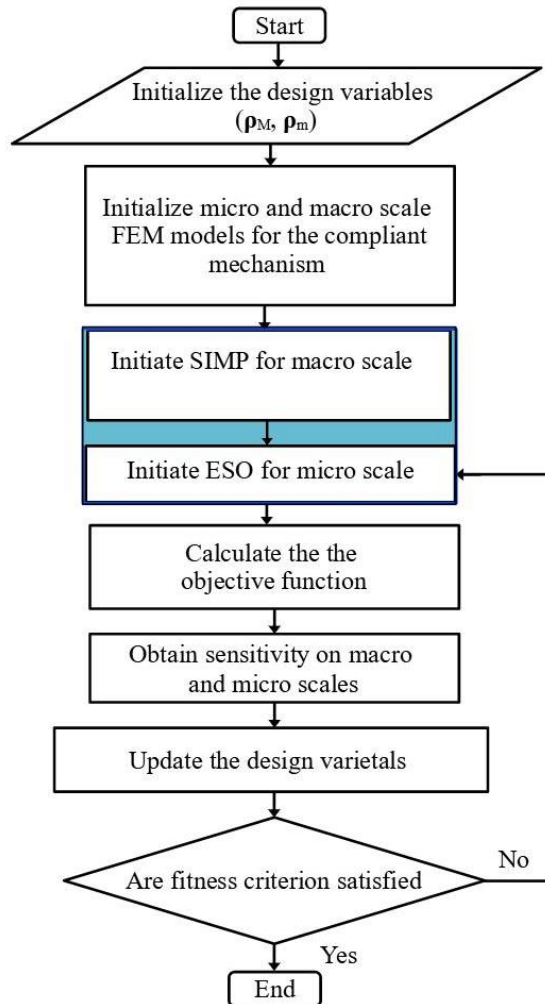 Start
Initialize the design variables
(ρM, ρm)
Initialize micro and macro scale
FEM models for the compliant
mechanism
Initiate SIMP for macro scale
Initiate ESO for micro scale
Calculate the the
objective function
Obtain sensitivity on macro
and micro scales
Update the design varietals
Are fitness criterion satisfied
No
Yes
End